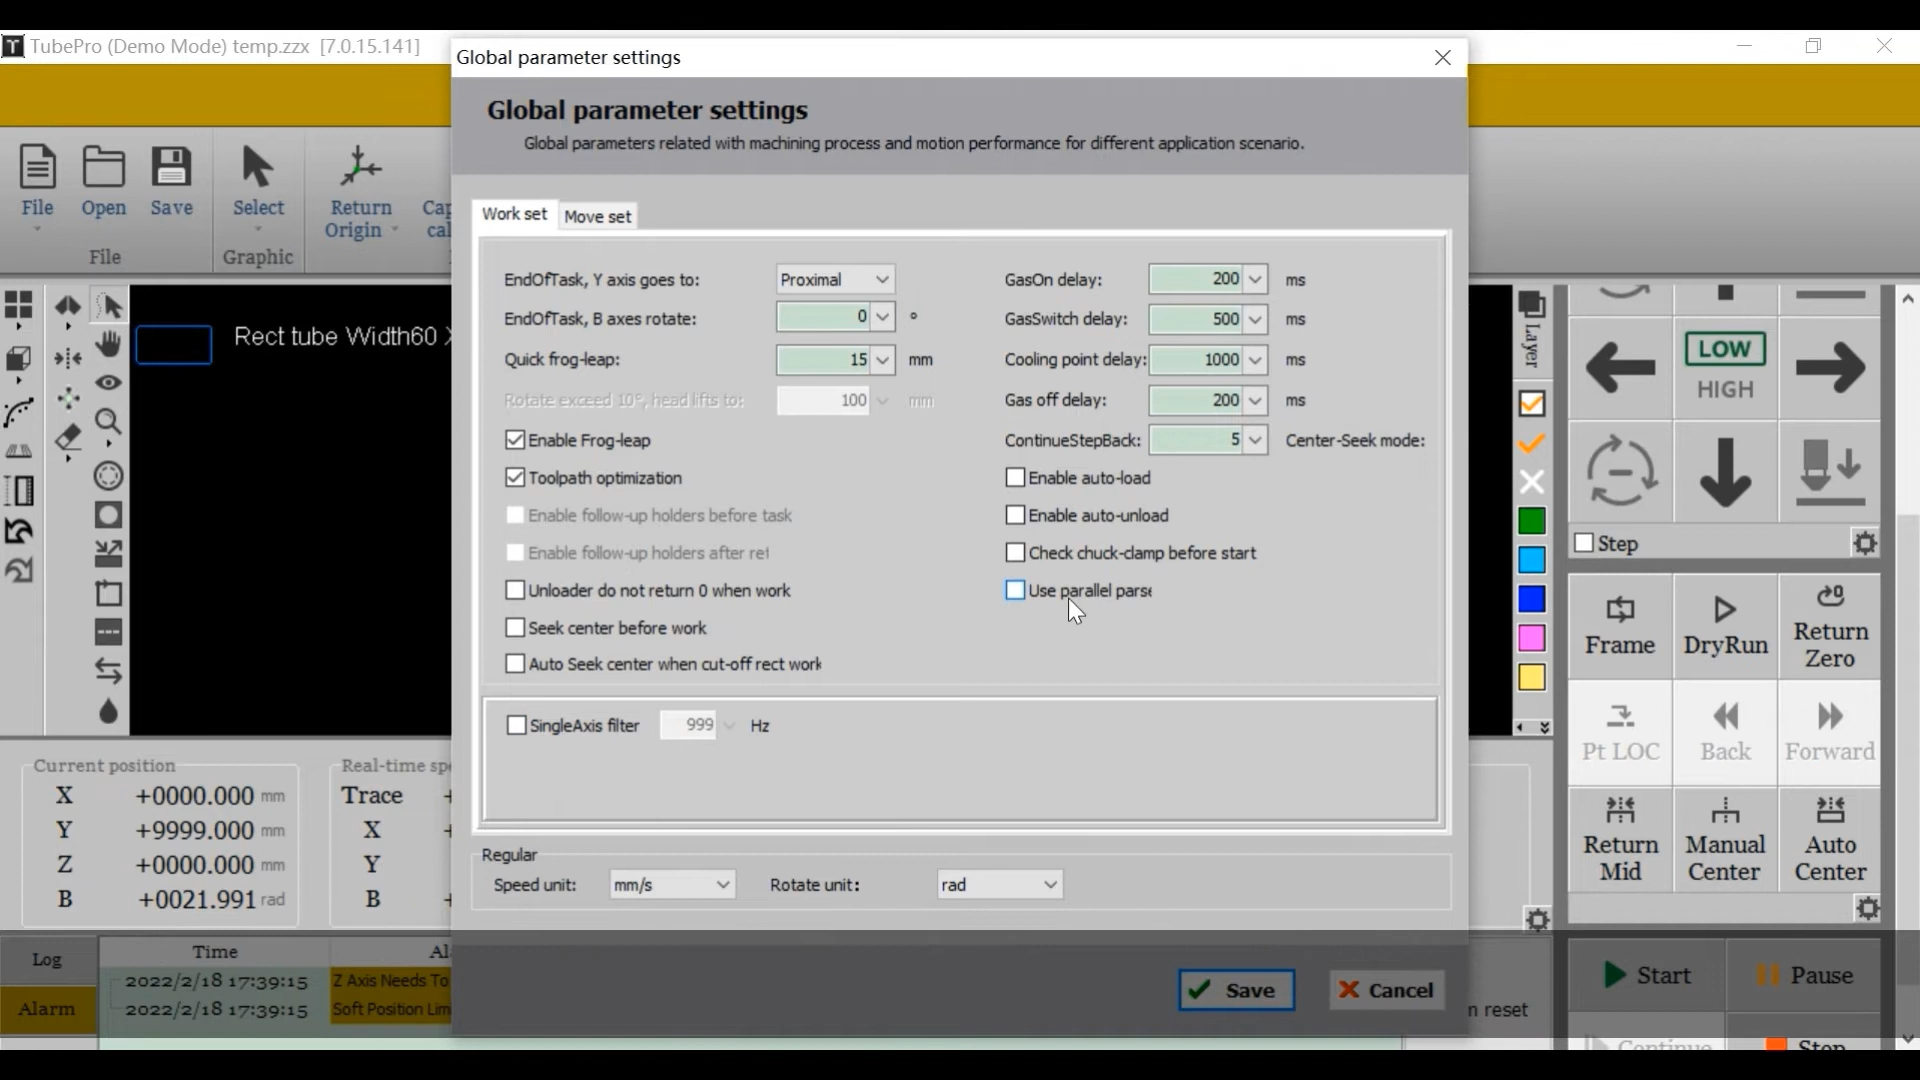 TubePro (Demo Mode) temp.zzx [7.0.15.141]
Global parameter settings
Global parameter settings
Global parameters related with machining process and motion performance for different application scenario.
File
Open
Save
Select
Return
Origin
File
Graphic
Work set
Move set
EndOfTask, Y axis goes to: Proximal
EndOfTask, B axes rotate: 0 °
Quick frog-leap: 15 mm
Rotate exceed 10°, head lifts to: 100 mm
Enable Frog-leap
Toolpath optimization
Enable follow-up holders before task
Enable follow-up holders after ret
Unloader do not return 0 when work
Seek center before work
Auto Seek center when cut-off rect work
GasOn delay: 200 ms
GasSwitch delay: 500 ms
Cooling point delay: 1000 ms
Gas off delay: 200 ms
ContinueStepBack: 5 Center-Seek mode:
Enable auto-load
Enable auto-unload
Check chuck-clamp before start
Use parallel parse
SingleAxis filter 999 Hz
Regular
Speed unit: mm/s Rotate unit: rad
Save
Cancel
Rect tube Width60 X
Layer
LOW
HIGH
Step
Frame
DryRun
Return
Zero
Pt LOC
Back
Forward
Return
Mid
Manual
Center
Auto
Center
Current position
X +0000.000 mm
Y +9999.000 mm
Z +0000.000 mm
B +0021.991 rad
Real-time
Trace
X
Y
B
Log
Alarm
Time
2022/2/18 17:39:15 Z Axis Needs To
2022/2/18 17:39:15 Soft Position
reset
Start
Pause
Continue
Stop